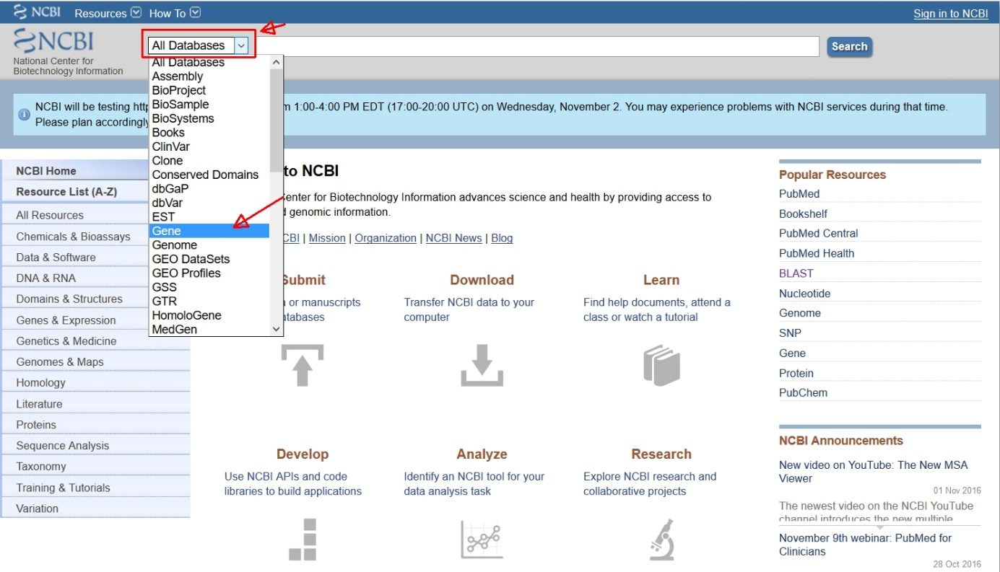 NCBI Resources How To Sign in to NCBI
NCBI
National Center for
Biotechnology Information
All Databases
Search
All Databases
Assembly
BioProject
BioSample
BioSystems
Books
ClinVar
Clone
Conserved Domains
dbGaP
dbVar
EST
Gene
Genome
GEO DataSets
GEO Profiles
GSS
GTR
HomoloGene
MedGen
NCBI will be testing 1:00-4:00 PM EDT (17:00-20:00 UTC) on Wednesday, November 2. You may experience problems with NCBI services during that time.
Please plan accordingly
NCBI Home
Resource List (A-Z)
All Resources
Chemicals & Bioassays
Data & Software
DNA & RNA
Domains & Structures
Genes & Expression
Genetics & Medicine
Genomes & Maps
Homology
Literature
Proteins
Sequence Analysis
Taxonomy
Training & Tutorials
Variation
to NCBI
Center for Biotechnology Information advances science and health by providing access to
genomic information.
CBI | Mission | Organization | NCBI News | Blog
Submit
or manuscripts
atabases
Download
Transfer NCBI data to your
computer
Learn
Find help documents, attend a
class or watch a tutorial
Develop
Use NCBI APIs and code
libraries to build applications
Analyze
Identify an NCBI tool for your
data analysis task
Research
Explore NCBI research and
collaborative projects
Popular Resources
PubMed
Bookshelf
PubMed Central
PubMed Health
BLAST
Nucleotide
Genome
SNP
Gene
Protein
PubChem
NCBI Announcements
New video on YouTube: The New MSA
Viewer
01 Nov 2016
The newest video on the NCBI YouTube
channel introduces the new multiple
November 9th webinar: PubMed for
Clinicians
28 Oct 2016